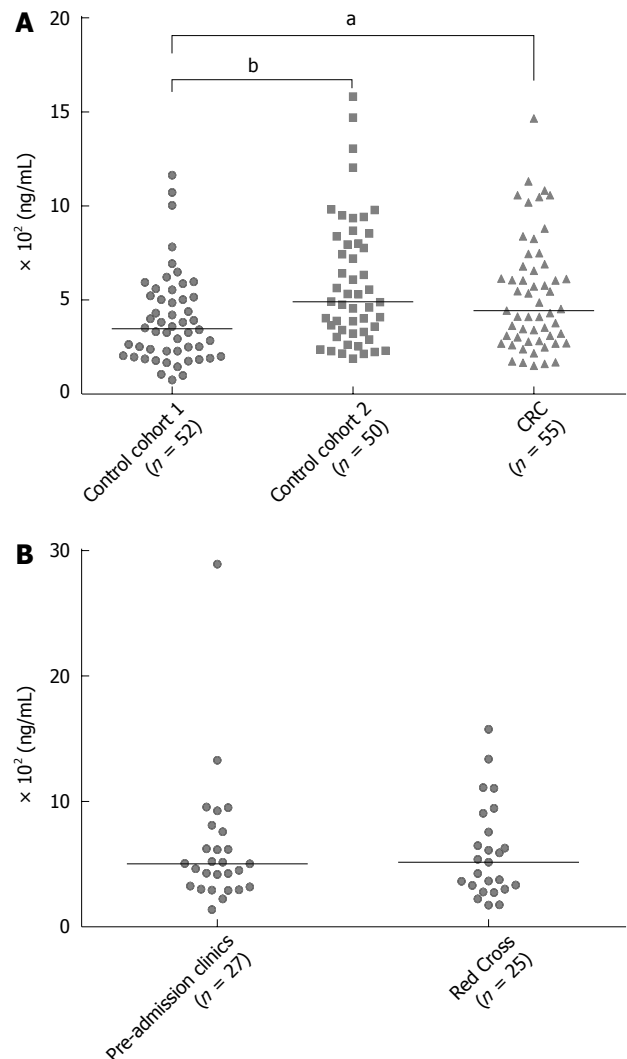 A
20
15
10
5
0
× 10² (ng/mL)
a
b
Control cohort 1
(n = 52)
Control cohort 2
(n = 50)
CRC
(n = 55)
B
30
20
10
0
× 10² (ng/mL)
Pre-admission clinics
(n = 27)
Red Cross
(n = 25)